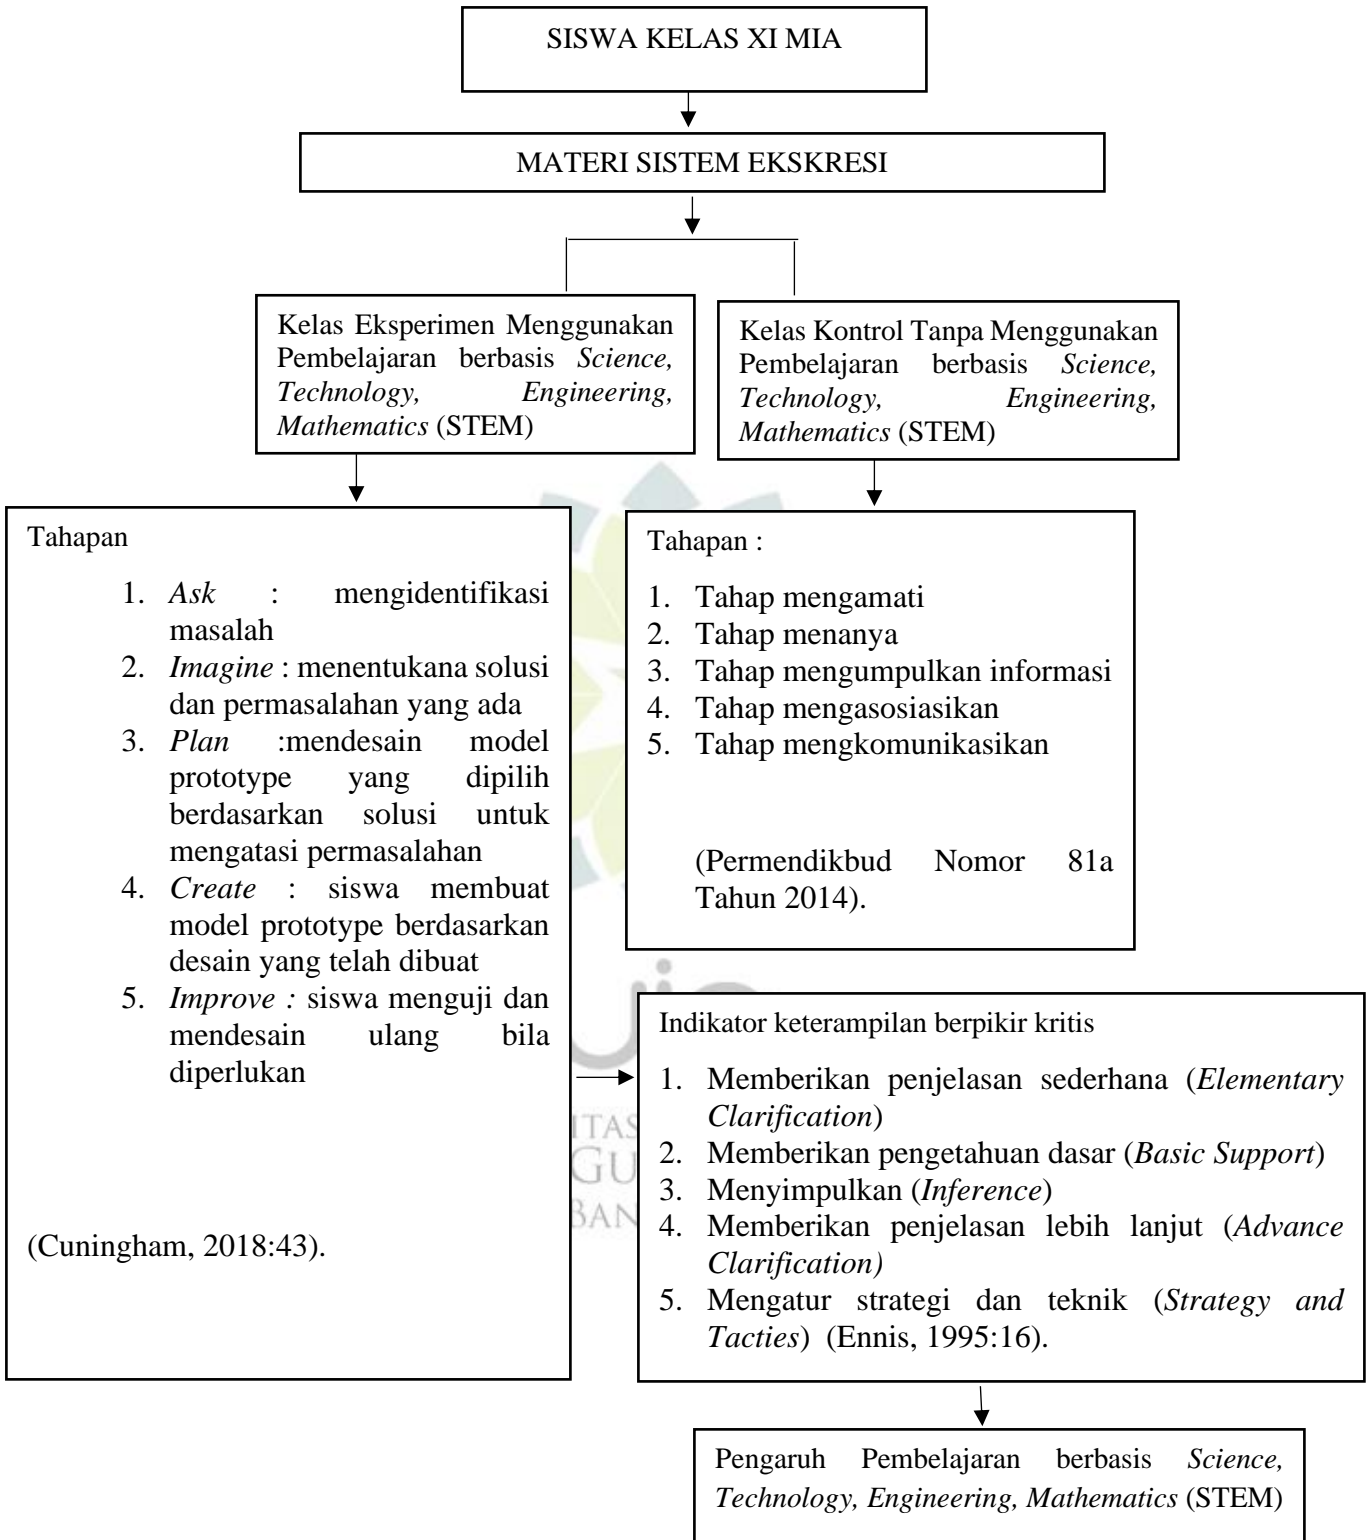 SISWA KELAS XI MIA
MATERI SISTEM EKSKRESI
Kelas Eksperimen Menggunakan
Pembelajaran berbasis Science,
Technology, Engineering,
Mathematics (STEM)
Kelas Kontrol Tanpa Menggunakan
Pembelajaran berbasis Science,
Technology, Engineering,
Mathematics (STEM)
Tahapan
1. Ask : mengidentifikasi
masalah
2. Imagine : menentukana solusi
dan permasalahan yang ada
3. Plan :mendesain model
prototype yang dipilih
berdasarkan solusi untuk
mengatasi permasalahan
4. Create : siswa membuat
model prototype berdasarkan
desain yang telah dibuat
5. Improve : siswa menguji dan
mendesain ulang bila
diperlukan
(Cuningham, 2018:43).
Tahapan :
1. Tahap mengamati
2. Tahap menanya
3. Tahap mengumpulkan informasi
4. Tahap mengasosiasikan
5. Tahap mengkomunikasikan
(Permendikbud Nomor 81a
Tahun 2014).
Indikator keterampilan berpikir kritis
1. Memberikan penjelasan sederhana (Elementary
Clarification)
2. Memberikan pengetahuan dasar (Basic Support)
3. Menyimpulkan (Inference)
4. Memberikan penjelasan lebih lanjut (Advance
Clarification)
5. Mengatur strategi dan teknik (Strategy and
Tacties) (Ennis, 1995:16).
Pengaruh Pembelajaran berbasis Science,
Technology, Engineering, Mathematics (STEM)